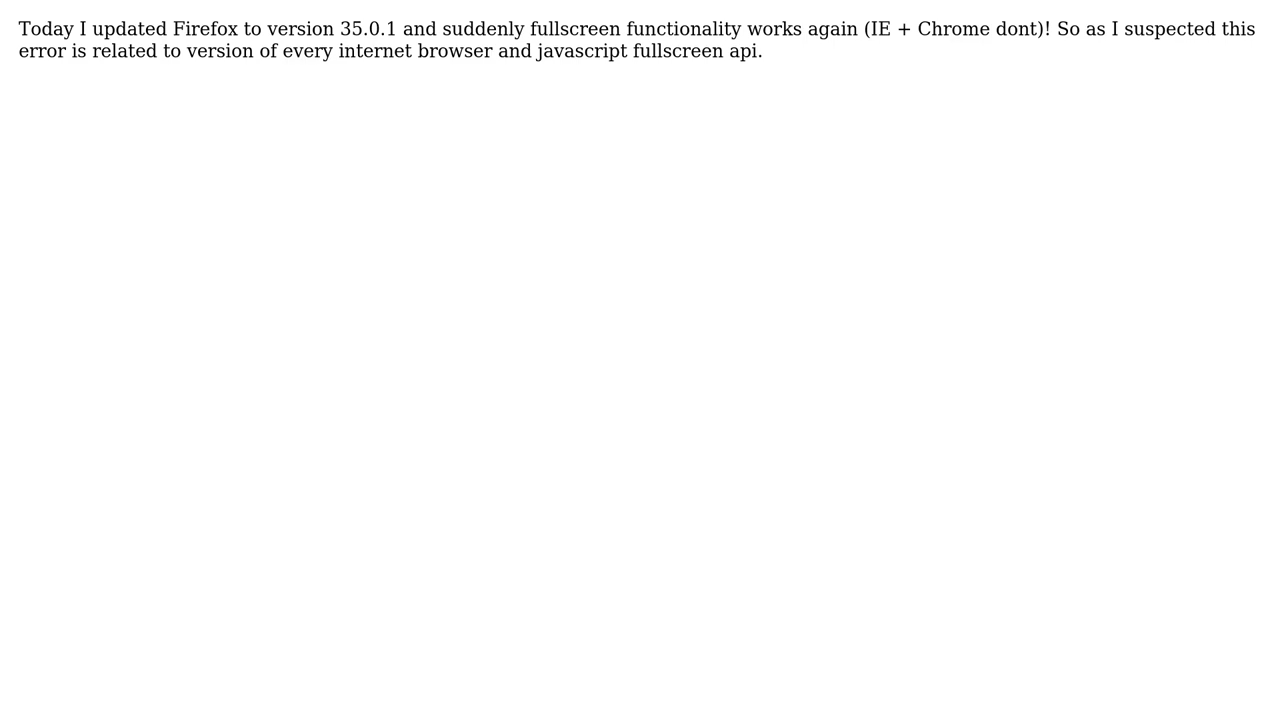 Today I updated Firefox to version 35.0.1 and suddenly fullscreen functionality works again (IE + Chrome dont)! So as I suspected this
error is related to version of every internet browser and javascript fullscreen api.